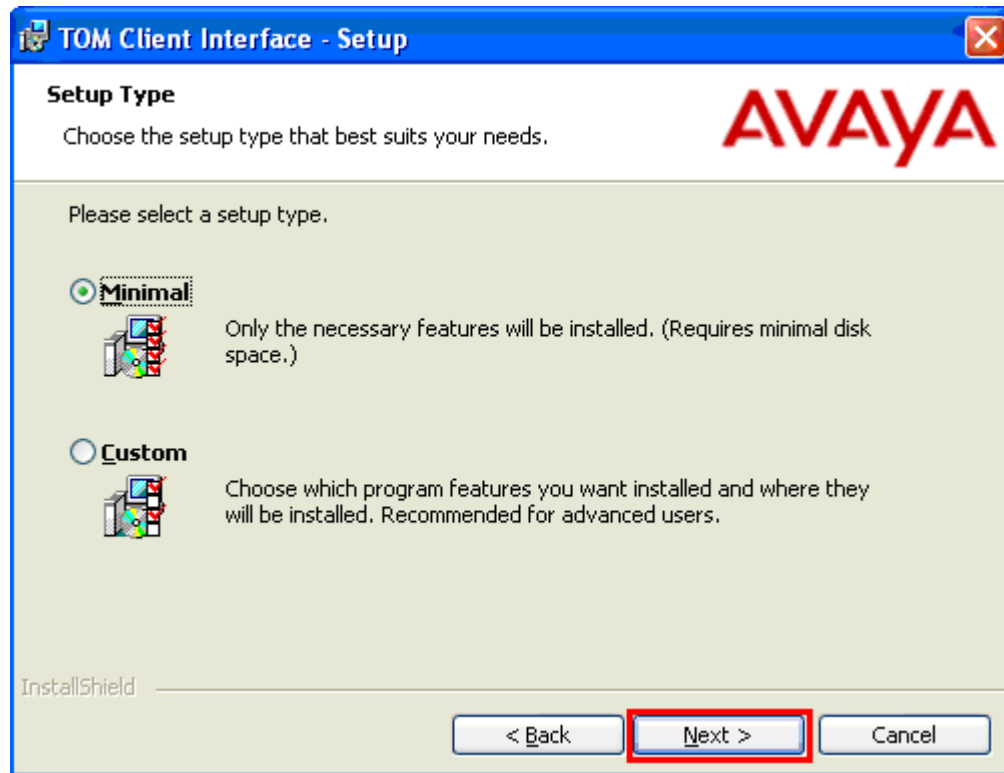 TOM Client Interface - Setup
Setup Type
Choose the setup type that best suits your needs.
AVAYA
Please select a setup type.
Minimal
Only the necessary features will be installed. (Requires minimal disk
space.)
Custom
Choose which program features you want installed and where they
will be installed. Recommended for advanced users.
InstallShield
< Back Next > Cancel